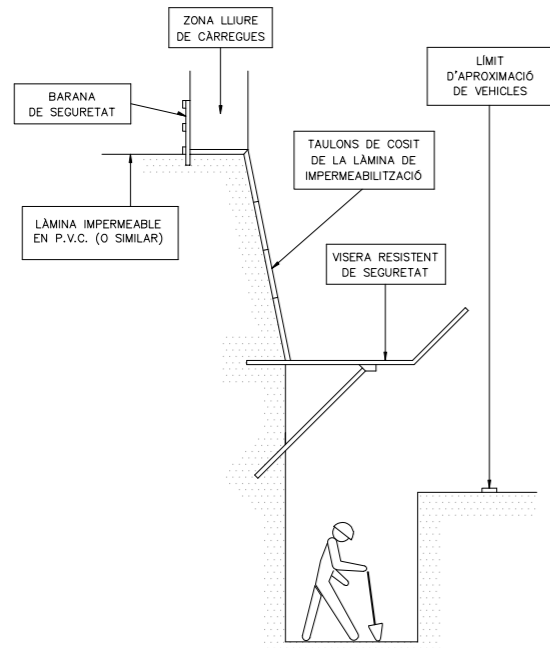 ZONA LLIURE
DE CÀRREGUES
LÍMIT
D'APROXIMACIÓ
DE VEHICLES
BARANA
DE SEGURETAT
TAULONS DE COSIT
DE LA LÀMINA DE
IMPERMEABILITZACIÓ
LÀMINA IMPERMEABLE
EN P.V.C. (O SIMILAR)
VISERA RESISTENT
DE SEGURETAT